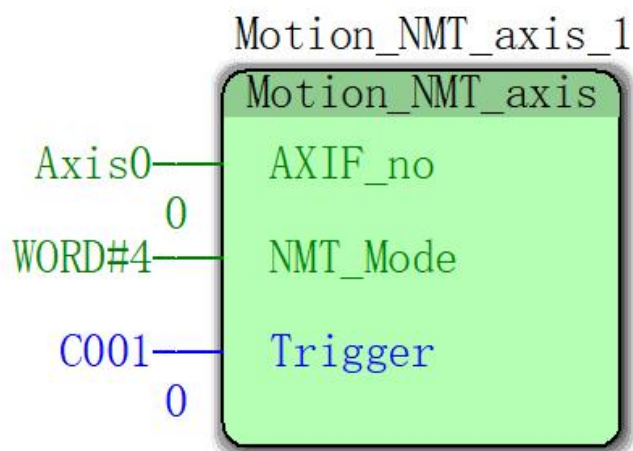 Motion_NMT_axis_1
Motion_NMT_axis
Axis0 AXIF_no
0
WORD#4 NMT_Mode
C001 Trigger
0